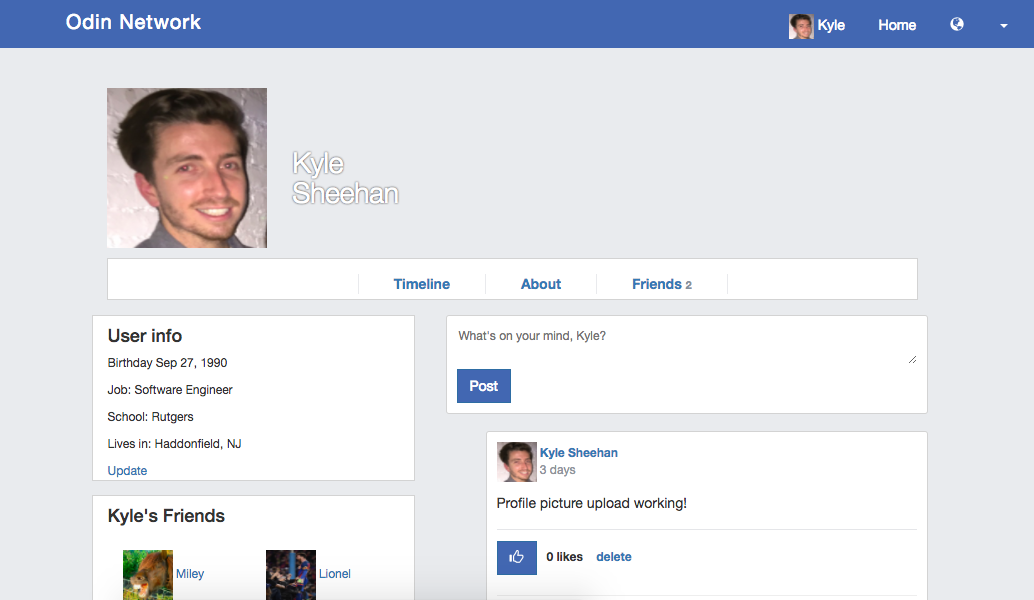 Odin Network
Kyle
Home
Kyle
Sheehan
Timeline
About
Friends 2
User info
Birthday Sep 27, 1990
Job: Software Engineer
School: Rutgers
Lives in: Haddonfield, NJ
Update
Kyle's Friends
Miley
Lionel
What's on your mind, Kyle?
Post
Kyle Sheehan
3 days
Profile picture upload working!
0 likes
delete